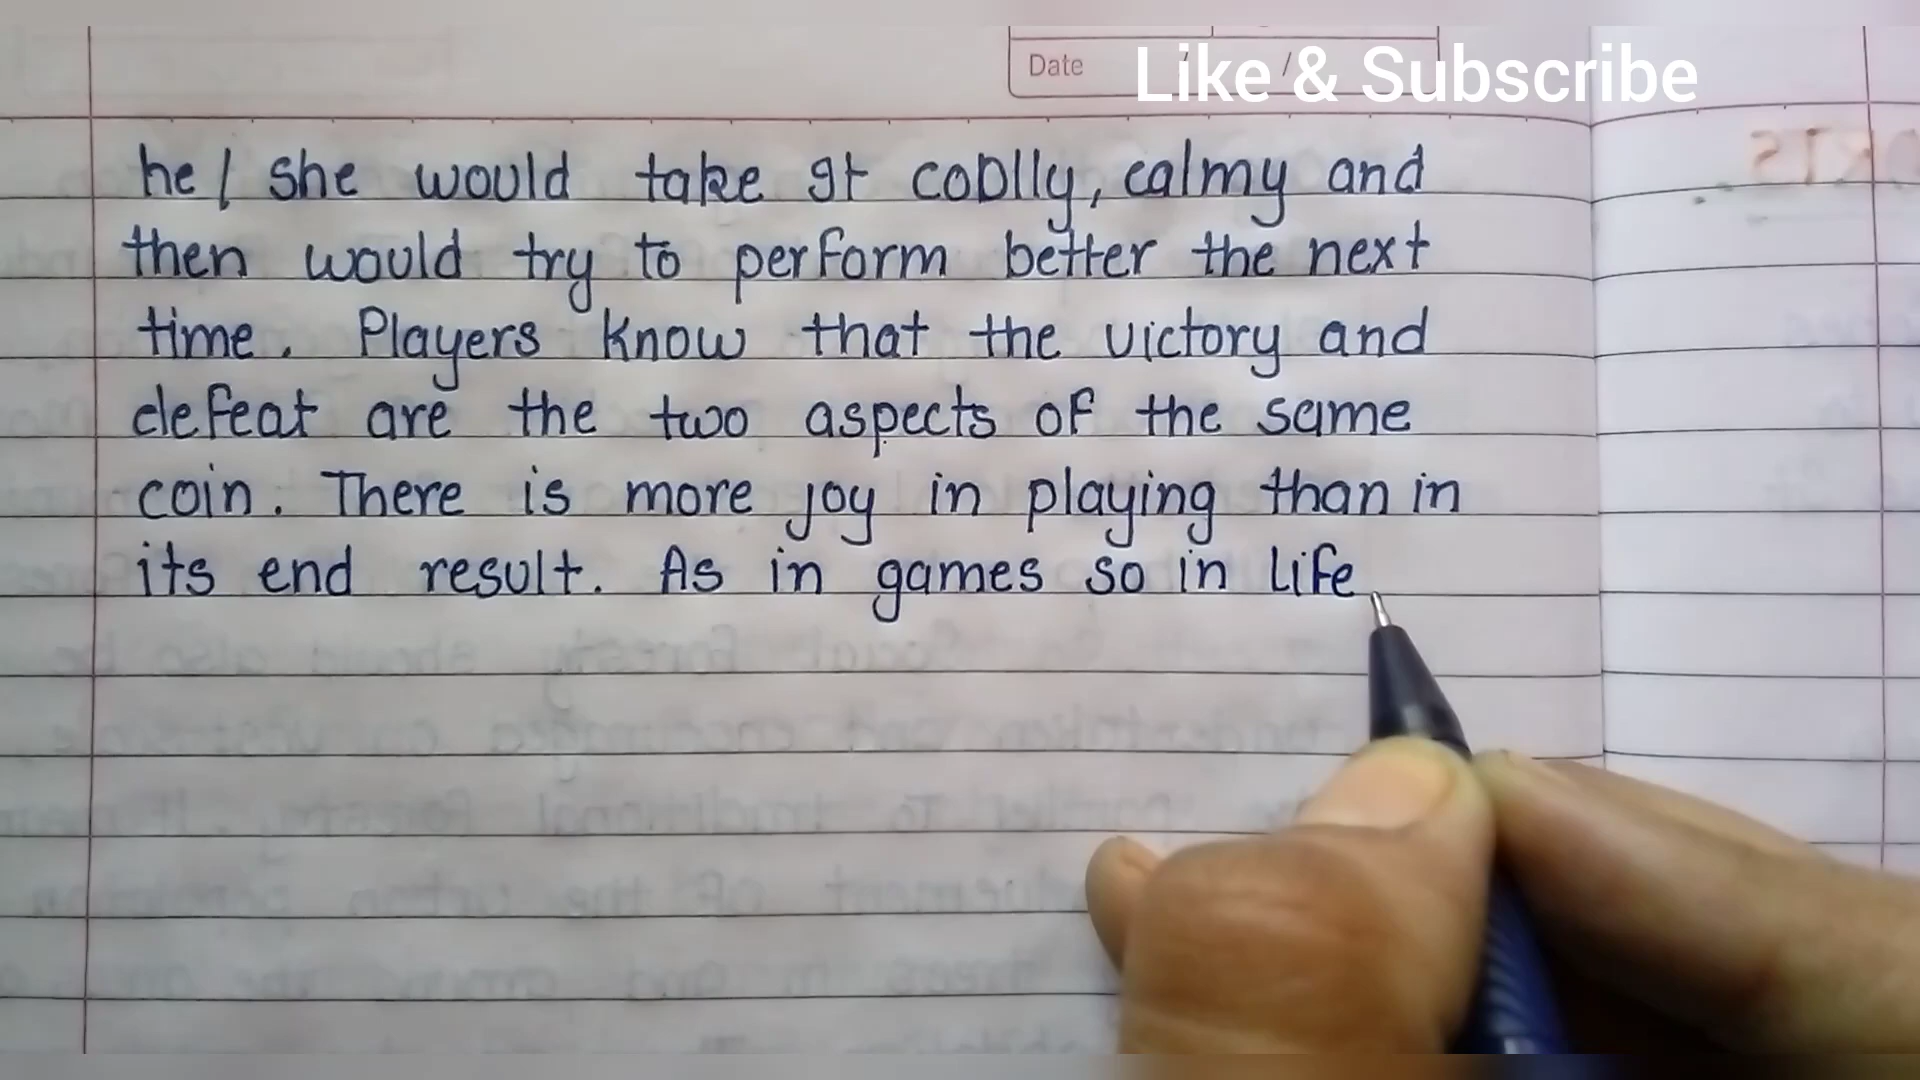 Date / /
Like & Subscribe
he/ she would take It coolly, calmy and
then would try to perform better the next
time. Players know that the victory and
defeat are the two aspects of the same
coin. There is more joy in playing than in
its end result. As in games so in life